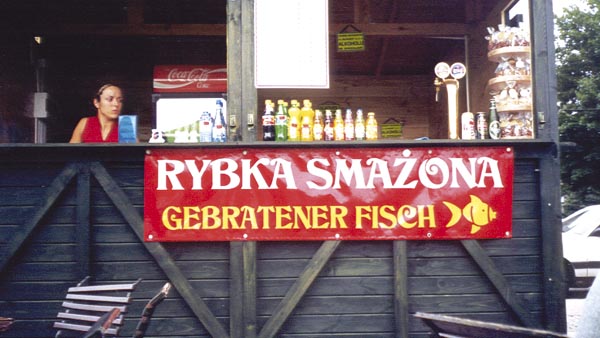 Coca-Cola
RYBKA SMAŻONA
GEBRATENER FISCH